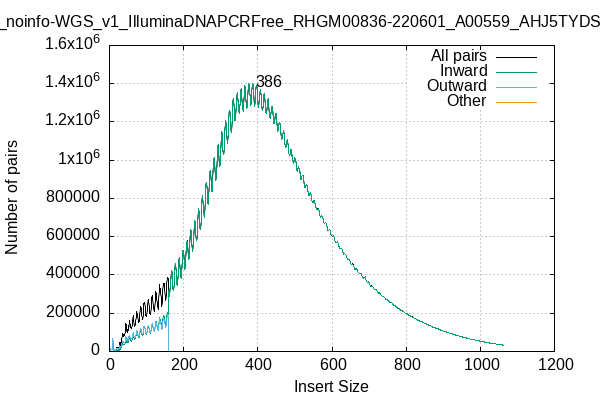 _noinfo-WGS_v1_IlluminaDNAPCRFree_RHGM00836-220601_A00559_AHJ5TYDS
1.6x10^6
1.4x10^6
1.2x10^6
1x10^6
800000
600000
400000
200000
0
Number of pairs
All pairs
Inward
Outward
Other
386
0 200 400 600 800 1000 1200
Insert Size